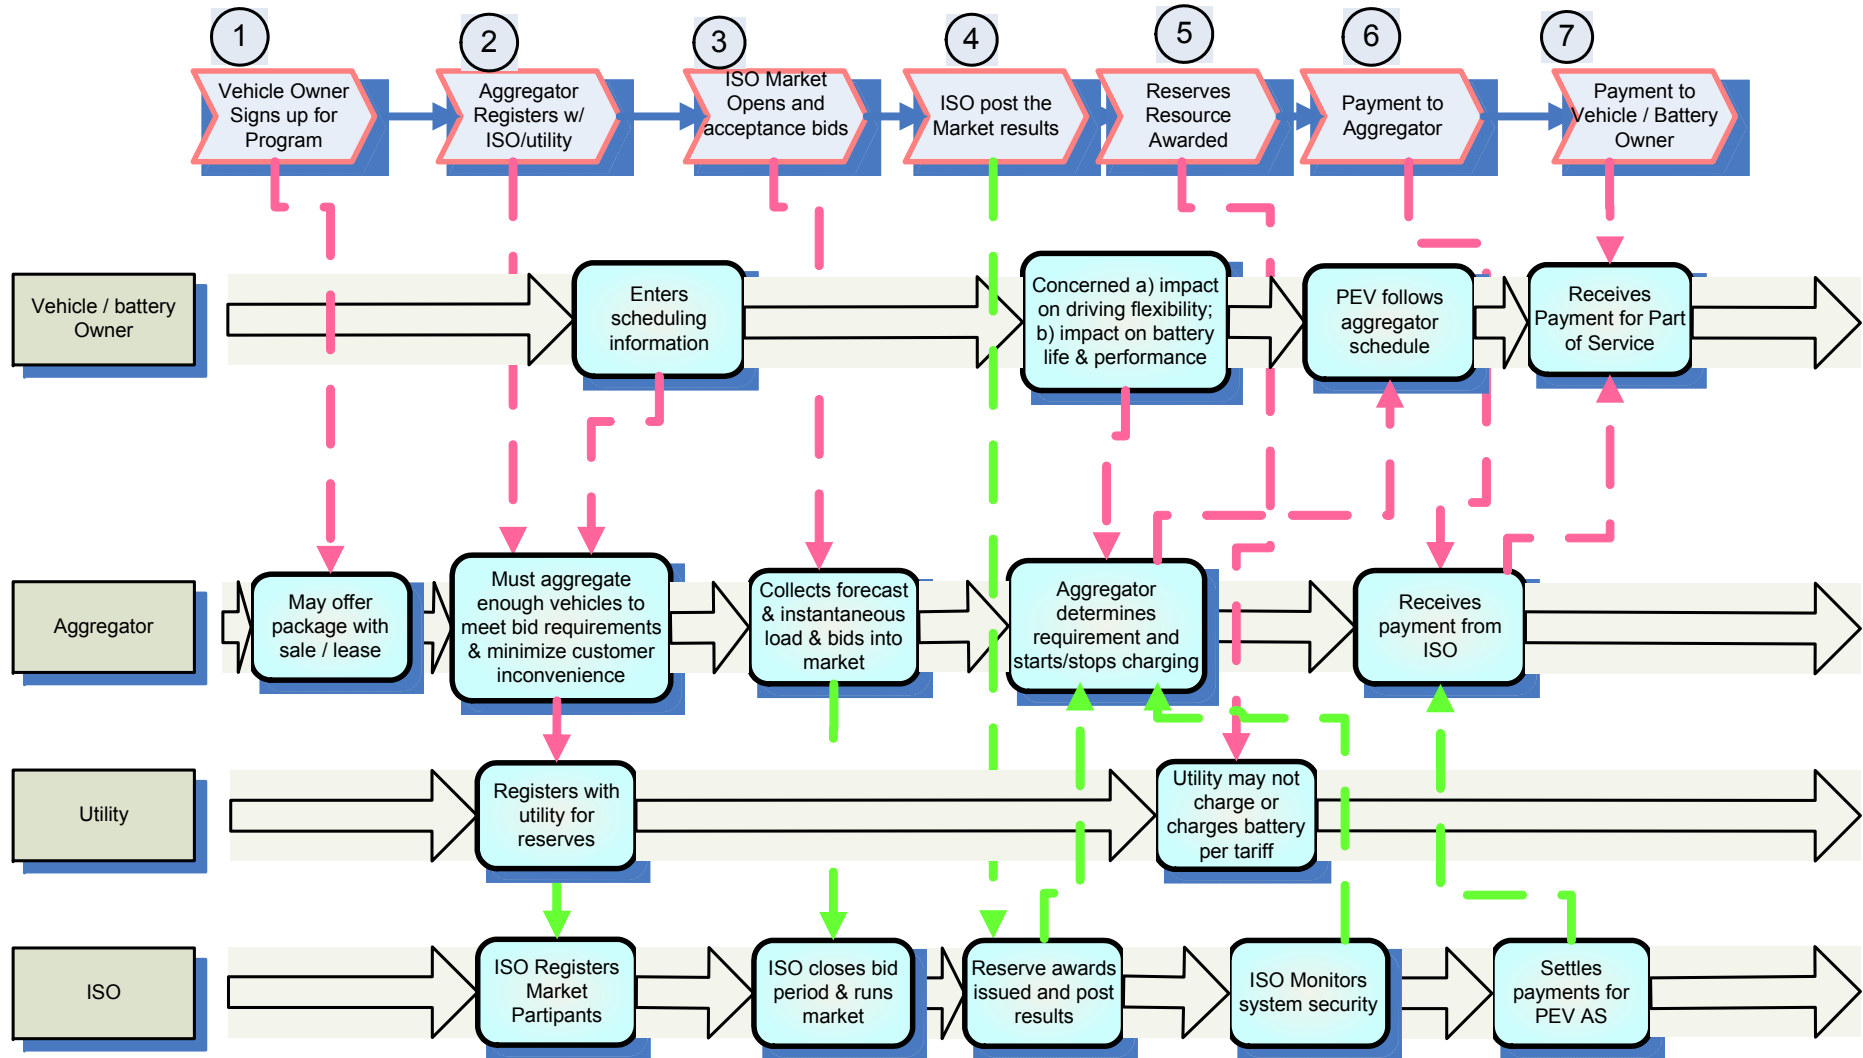 1
2
3
4
5
6
7
Vehicle Owner
Signs up for
Program
Aggregator
Registers w/
ISO/utility
ISO Market
Opens and
acceptance bids
ISO post the
Market results
Reserves
Resource
Awarded
Payment to
Aggregator
Payment to
Vehicle / Battery
Owner
Vehicle / battery
Owner
Enters
scheduling
information
Concerned a) impact
on driving flexibility;
b) impact on battery
life & performance
PEV follows
aggregator
schedule
Receives
Payment for Part
of Service
Aggregator
May offer
package with
sale / lease
Must aggregate
enough vehicles to
meet bid requirements
& minimize customer
inconvenience
Collects forecast
& instantaneous
load & bids into
market
Aggregator
determines
requirement and
starts/stops charging
Receives
payment from
ISO
Utility
Registers with
utility for
reserves
Utility may not
charge or
charges battery
per tariff
ISO
ISO Registers
Market
Partipants
ISO closes bid
period & runs
market
Reserve awards
issued and post
results
ISO Monitors
system security
Settles
payments for
PEV AS